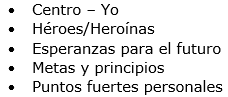 • Centro – Yo
• Héroes/Heroínas
• Esperanzas para el futuro
• Metas y principios
• Puntos fuertes personales